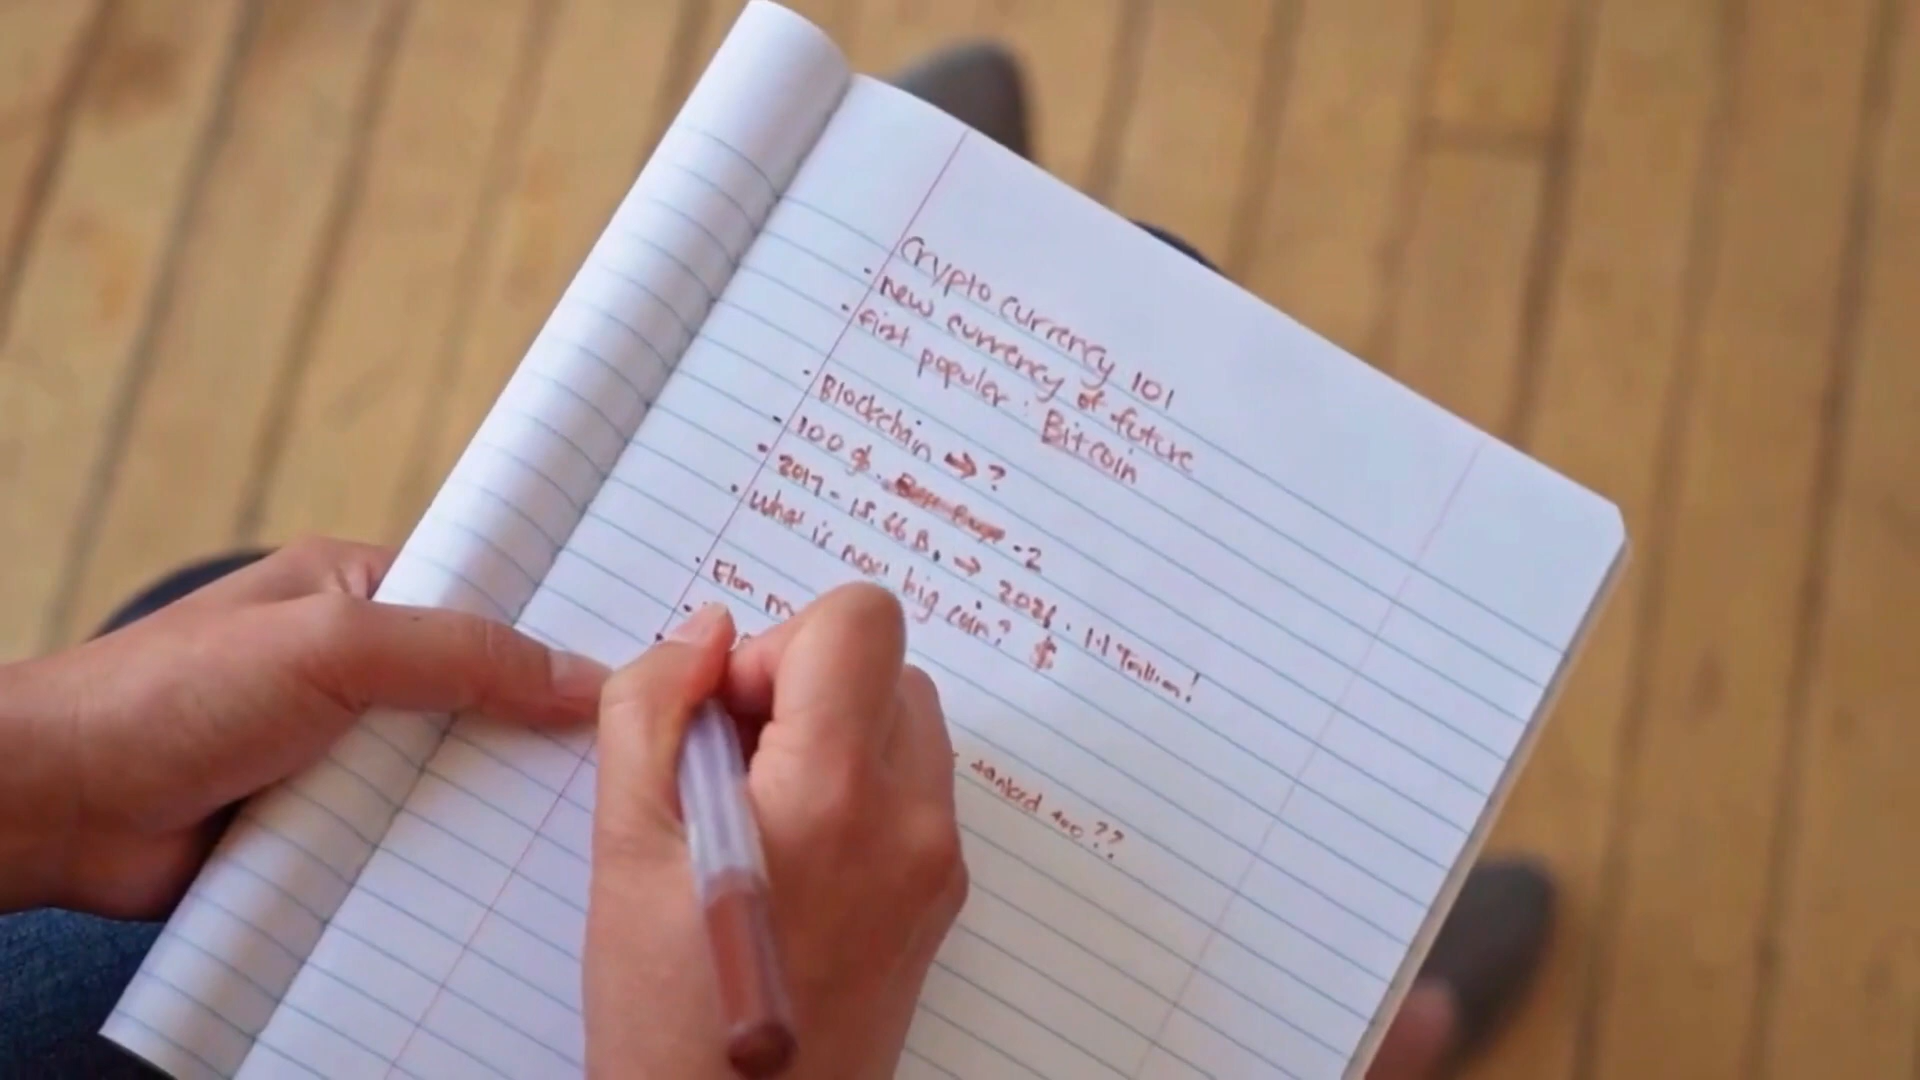 Crypto currency 101
- new currency of future
- first popular : Bitcoin
- Blockchain → ?
- 100 $. -2
- 2017 - 15.66 B. → 2021. 1.1 Trillion!
- What is next big coin? $
- Elon m
tanked too??